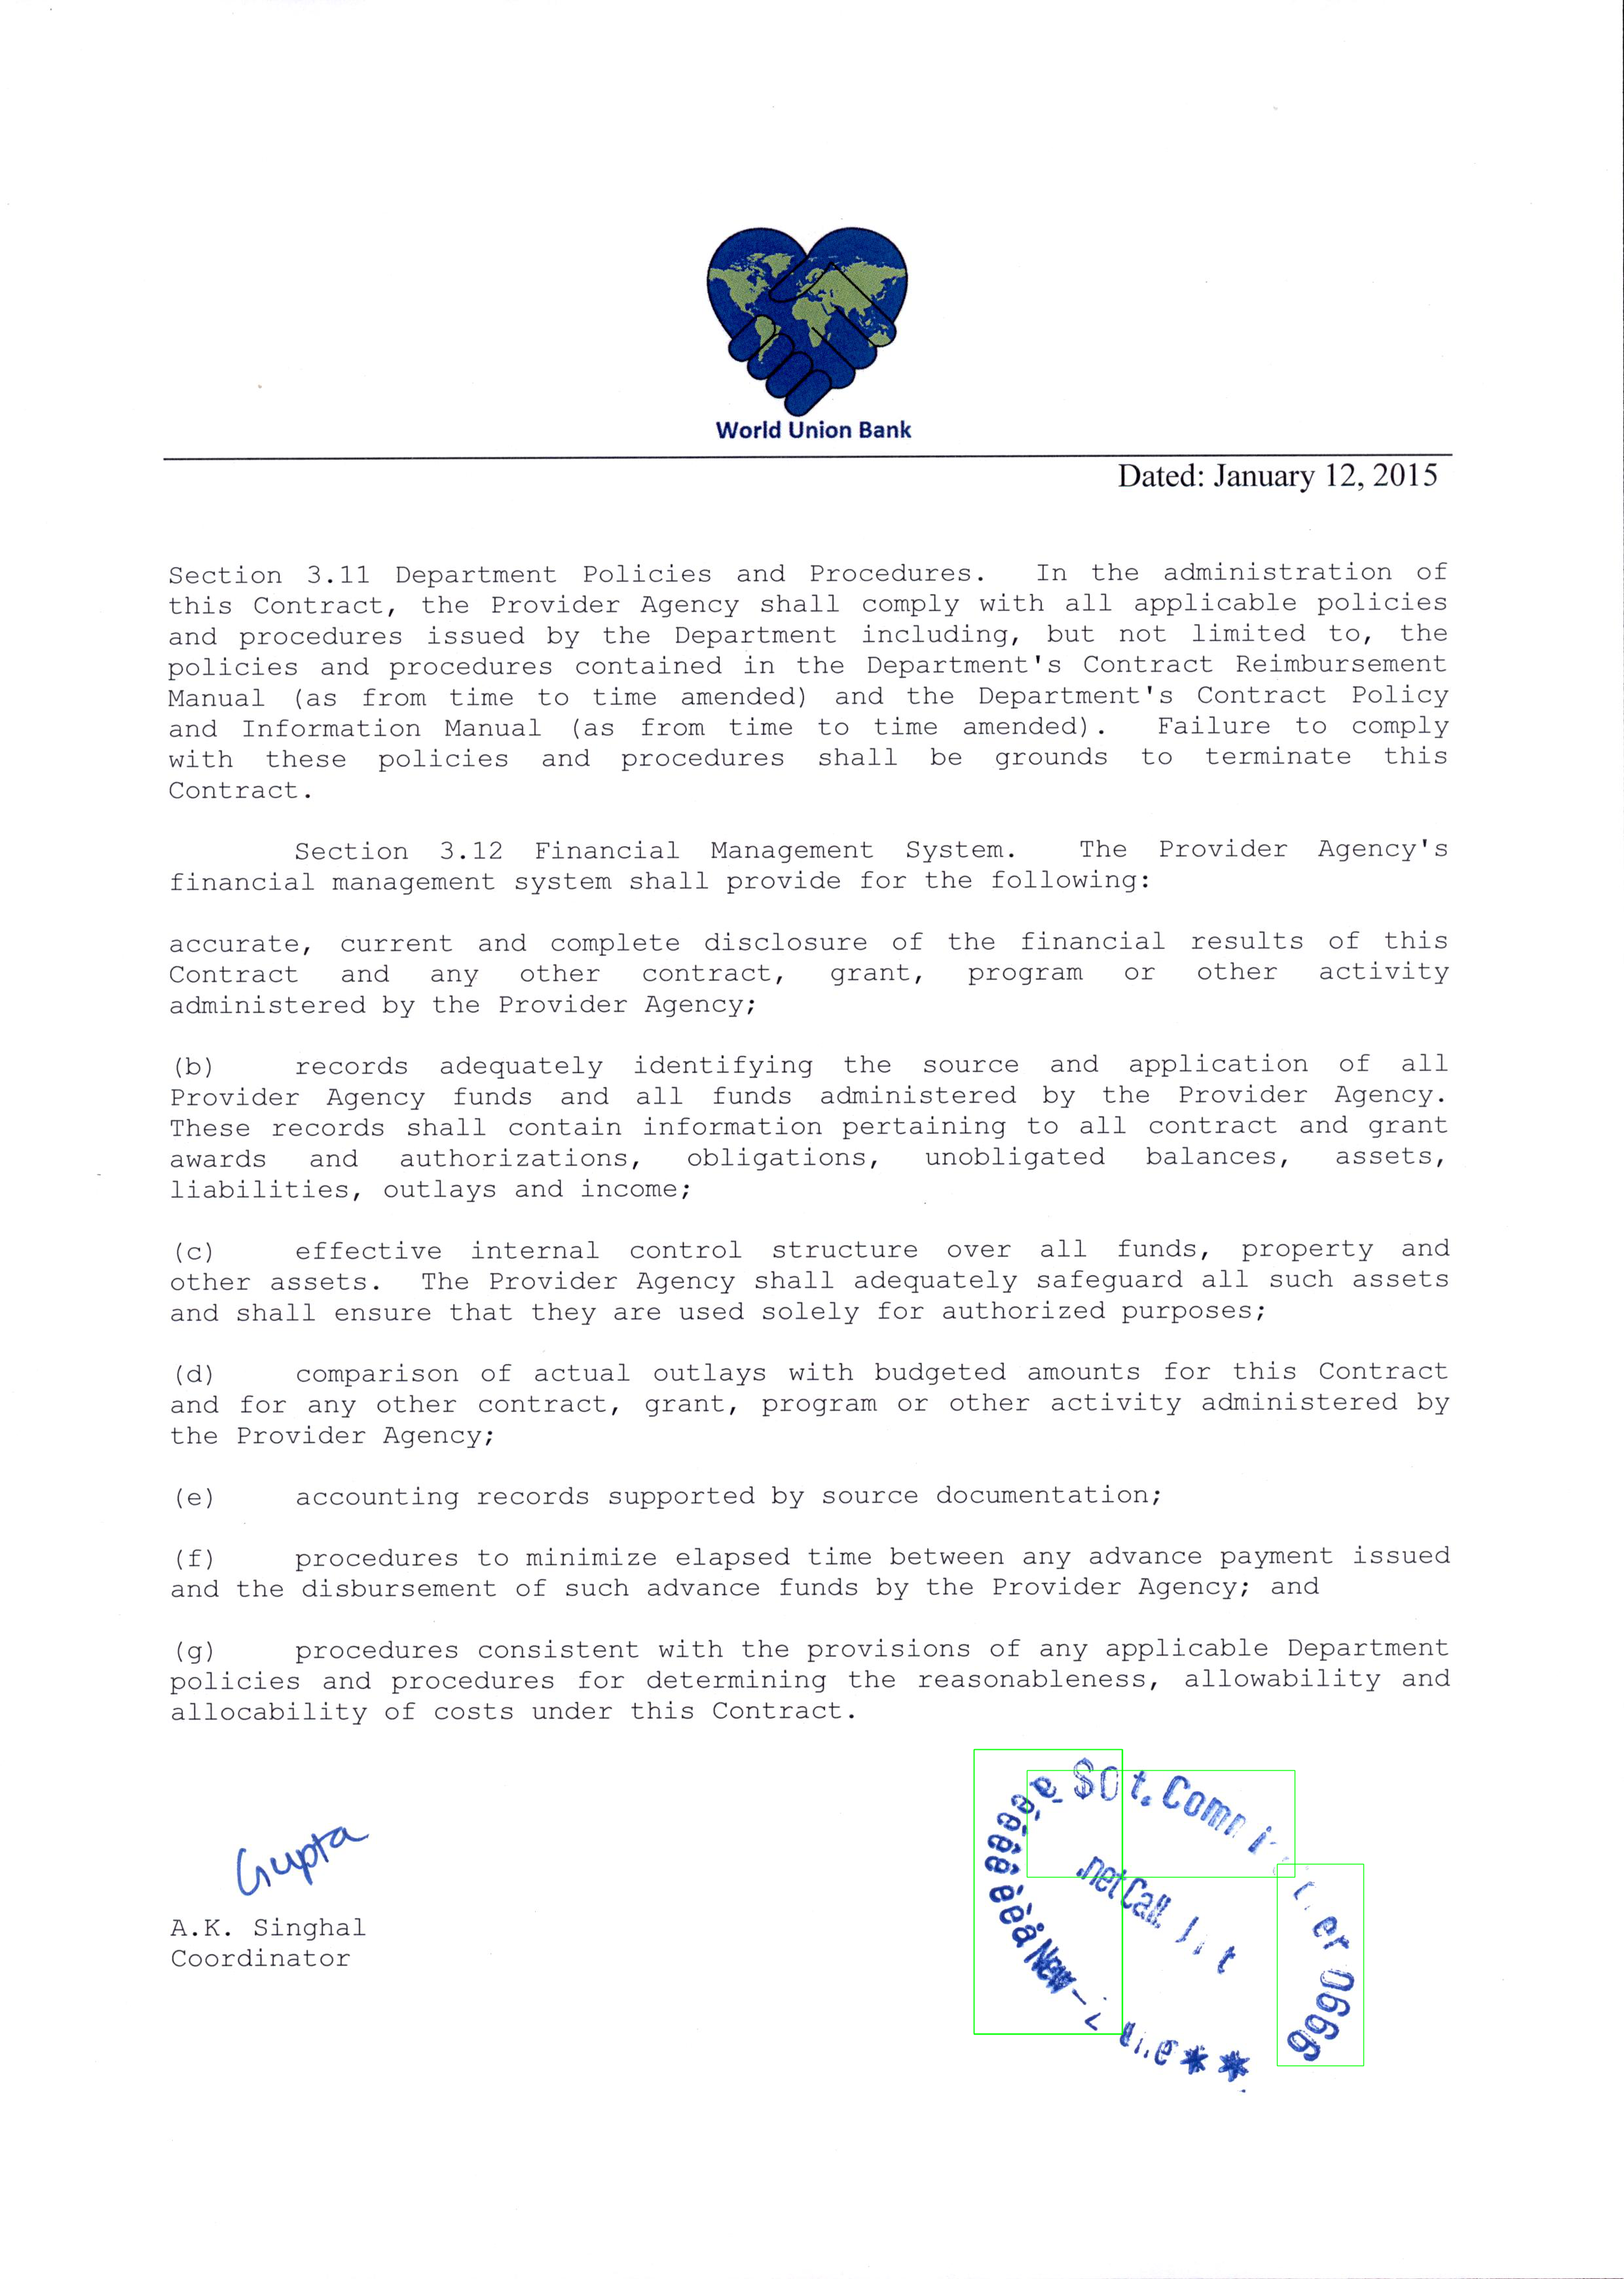 World Union Bank
Dated: January 12, 2015
Section 3.11 Department Policies and Procedures. In the administration of
this Contract, the Provider Agency shall comply with all applicable policies
and procedures issued by the Department including, but not limited to, the
policies and procedures contained in the Department's Contract Reimbursement
Manual (as from time to time amended) and the Department's Contract Policy
and Information Manual (as from time to time amended). Failure to comply
with these policies and procedures shall be grounds to terminate this
Contract.
Section 3.12 Financial Management System. The Provider Agency's
financial management system shall provide for the following:
accurate, current and complete disclosure of the financial results of this
Contract and any other contract, grant, program or other activity
administered by the Provider Agency;
(b) records adequately identifying the source and application of all
Provider Agency funds and all funds administered by the Provider Agency.
These records shall contain information pertaining to all contract and grant
awards and authorizations, obligations, unobligated balances, assets,
liabilities, outlays and income;
(c) effective internal control structure over all funds, property and
other assets. The Provider Agency shall adequately safeguard all such assets
and shall ensure that they are used solely for authorized purposes;
(d) comparison of actual outlays with budgeted amounts for this Contract
and for any other contract, grant, program or other activity administered by
the Provider Agency;
(e) accounting records supported by source documentation;
(f) procedures to minimize elapsed time between any advance payment issued
and the disbursement of such advance funds by the Provider Agency; and
(g) procedures consistent with the provisions of any applicable Department
policies and procedures for determining the reasonableness, allowability and
allocability of costs under this Contract.
Gupta
A.K. Singhal
Coordinator
.netCall